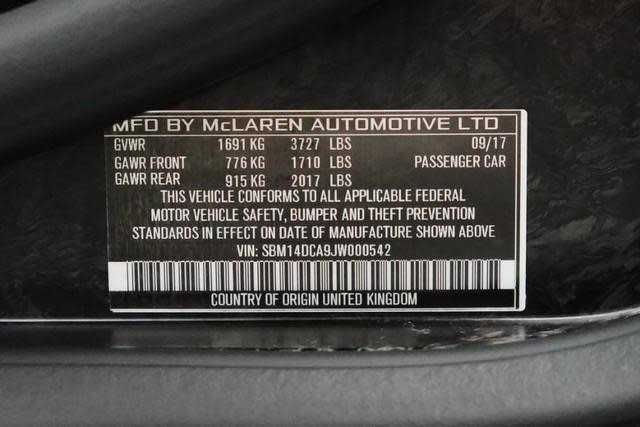 MFD BY McLAREN AUTOMOTIVE LTD
GVWR 1691 KG 3727 LBS 09/17
GAWR FRONT 776 KG 1710 LBS PASSENGER CAR
GAWR REAR 915 KG 2017 LBS
THIS VEHICLE CONFORMS TO ALL APPLICABLE FEDERAL
MOTOR VEHICLE SAFETY, BUMPER AND THEFT PREVENTION
STANDARDS IN EFFECT ON DATE OF MANUFACTURE SHOWN ABOVE
VIN: SBM14DCA9JW000542
COUNTRY OF ORIGIN UNITED KINGDOM